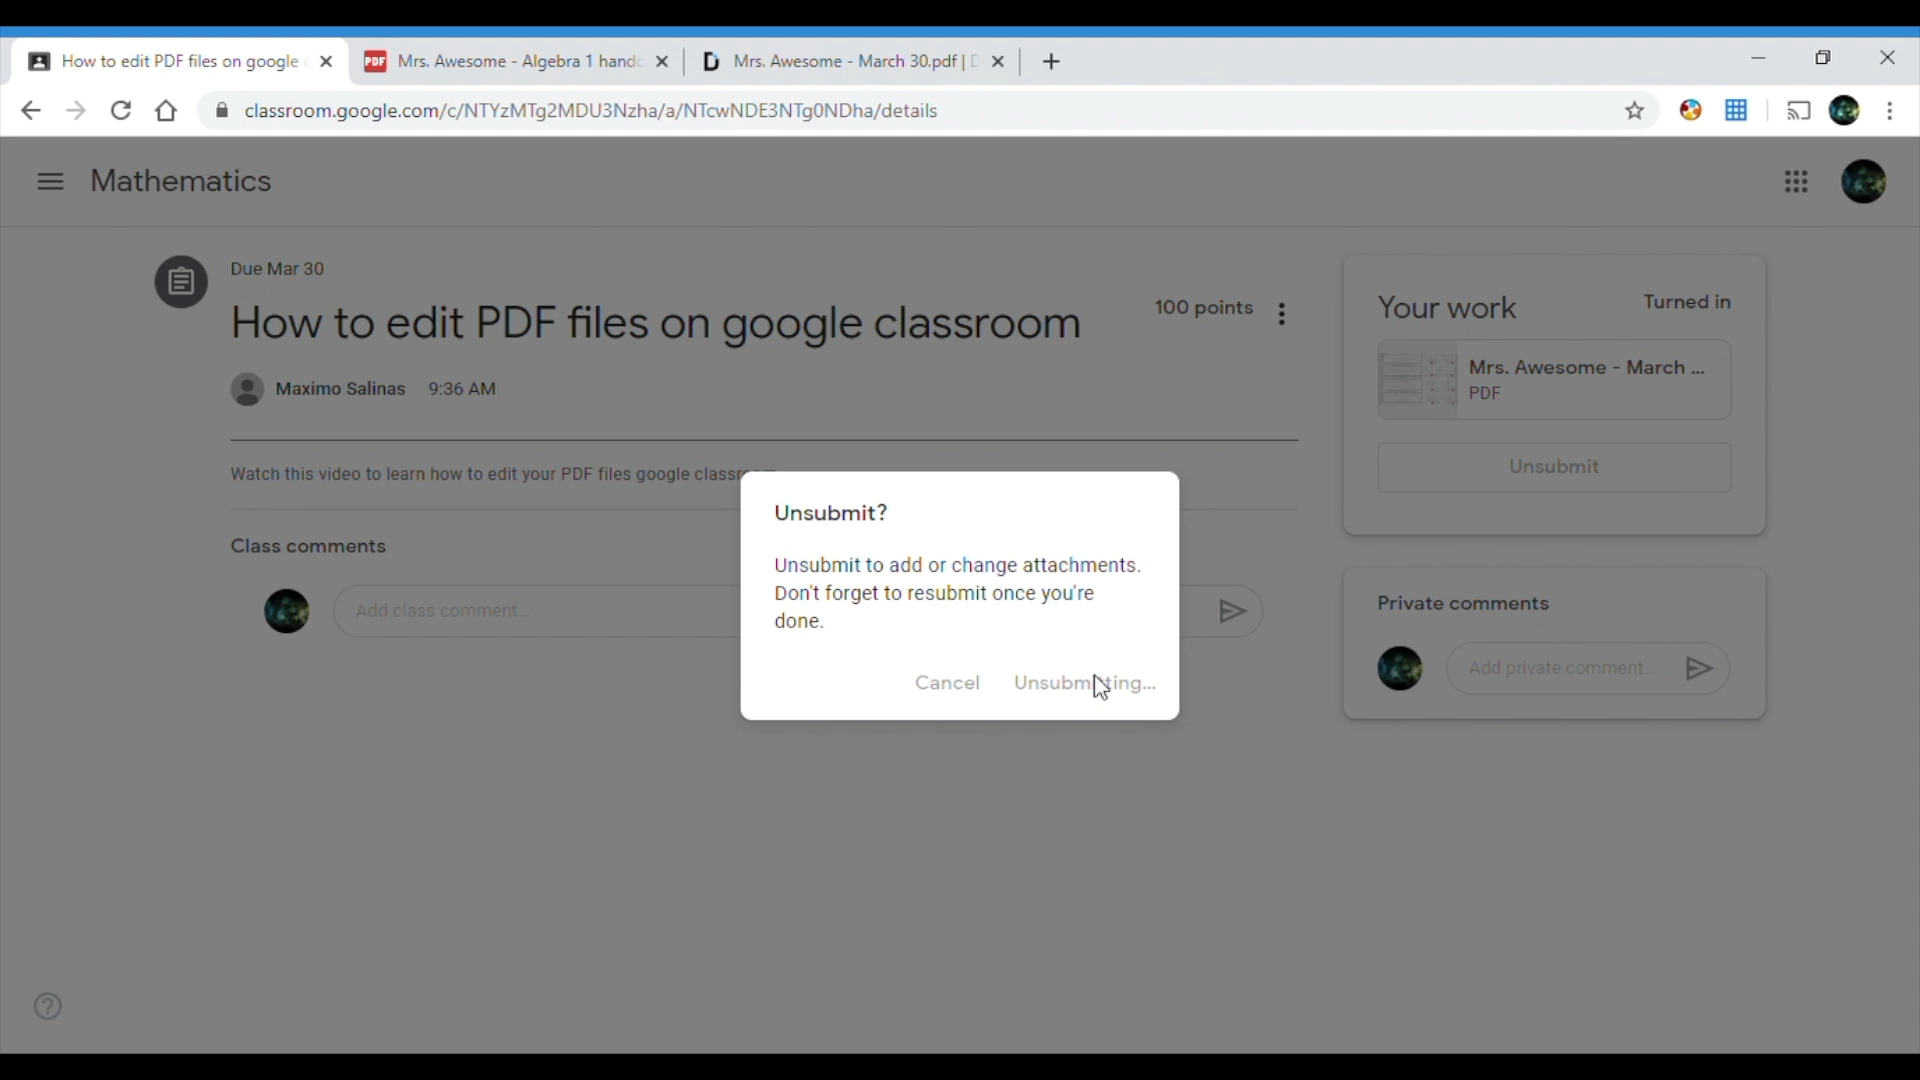 How to edit PDF files on google
PDF
Mrs. Awesome - Algebra 1 hand
Mrs. Awesome - March 30.pdf |
classroom.google.com/c/NTYzMTg2MDU3Nzha/a/NTcwNDE3NTg0NDha/details
Mathematics
Due Mar 30
How to edit PDF files on google classroom
100 points
Maximo Salinas 9:36 AM
Watch this video to learn how to edit your PDF files google
Class comments
Add class comment...
Your work
Turned in
Mrs. Awesome - March ...
PDF
Unsubmit
Private comments
Add private comment...
Unsubmit?
Unsubmit to add or change attachments.
Don't forget to resubmit once you're
done.
Cancel Unsubmitting...